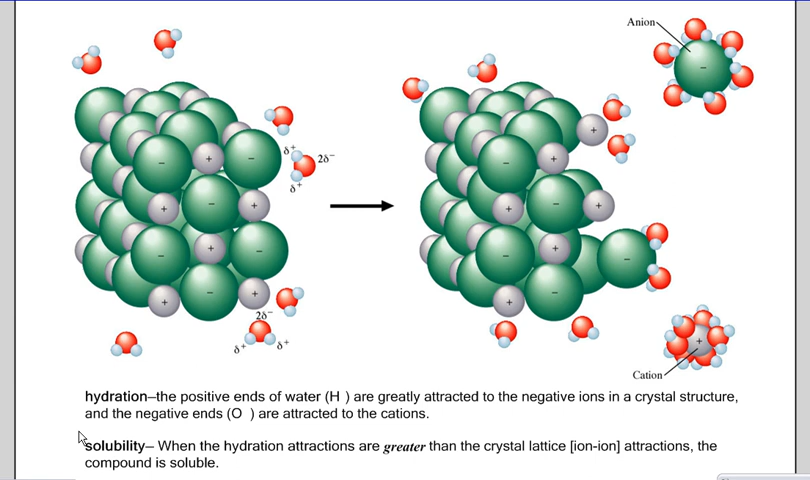 Anion
δ+
2δ−
δ+
2δ−
δ+
δ+
Cation
hydration–the positive ends of water (H ) are greatly attracted to the negative ions in a crystal structure,
and the negative ends (O ) are attracted to the cations.
solubility– When the hydration attractions are greater than the crystal lattice [ion-ion] attractions, the
compound is soluble.